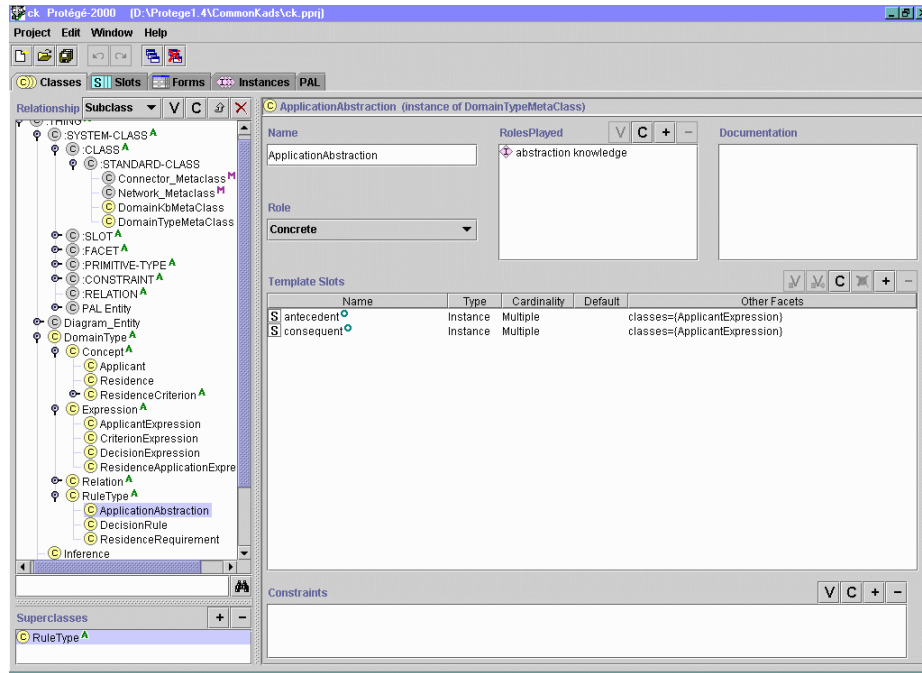 ck Protégé-2000 (D:\Protege1.4\CommonKads\ck.pprj)
Project Edit Window Help
C Classes S Slots Forms Instances PAL
Relationship Subclass V C
C ApplicationAbstraction (instance of DomainTypeMetaClass)
C :THING A
C :SYSTEM-CLASS A
C :CLASS A
C :STANDARD-CLASS
C Connector_Metaclass M
C Network_Metaclass M
C DomainKbMetaClass
C DomainTypeMetaClass
C :SLOT A
C :FACET A
C :PRIMITIVE-TYPE A
C :CONSTRAINT A
C :RELATION A
C PAL Entity
C Diagram_Entity
C DomainType A
C Concept A
C Applicant
C Residence
C ResidenceCriterion A
C Expression A
C ApplicantExpression
C CriterionExpression
C DecisionExpression
C ResidenceApplicationExpre
C Relation A
C RuleType A
C ApplicationAbstraction
C DecisionRule
C ResidenceRequirement
C Inference
Superclasses + -
C RuleType A
Name
ApplicationAbstraction
Role
Concrete
RolesPlayed V C + -
abstraction knowledge
Documentation
Template Slots V V C + -
Name Type Cardinality Default Other Facets
S antecedent Instance Multiple classes={ApplicantExpression}
S consequent Instance Multiple classes={ApplicantExpression}
Constraints V C + -